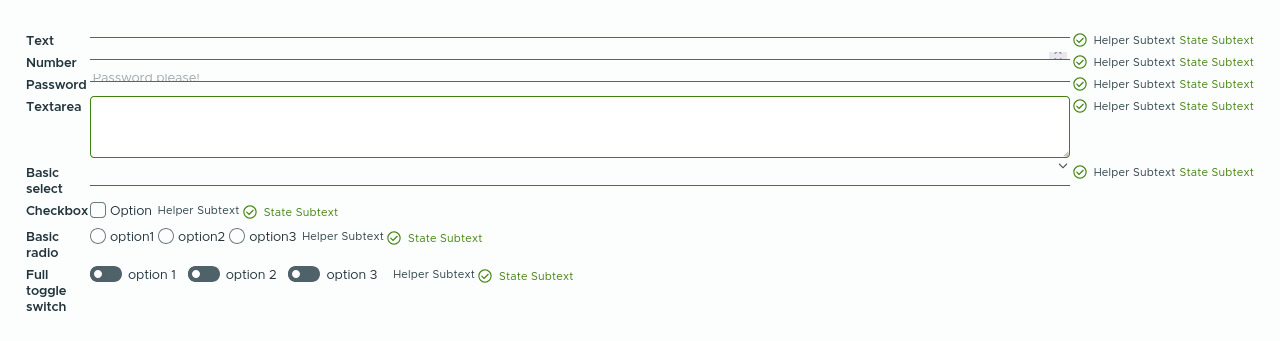 Text Helper Subtext State Subtext
Number Helper Subtext State Subtext
Password Password please! Helper Subtext State Subtext
Textarea Helper Subtext State Subtext
Basic select Helper Subtext State Subtext
Checkbox Option Helper Subtext State Subtext
Basic radio option1 option2 option3 Helper Subtext State Subtext
Full toggle switch option 1 option 2 option 3 Helper Subtext State Subtext